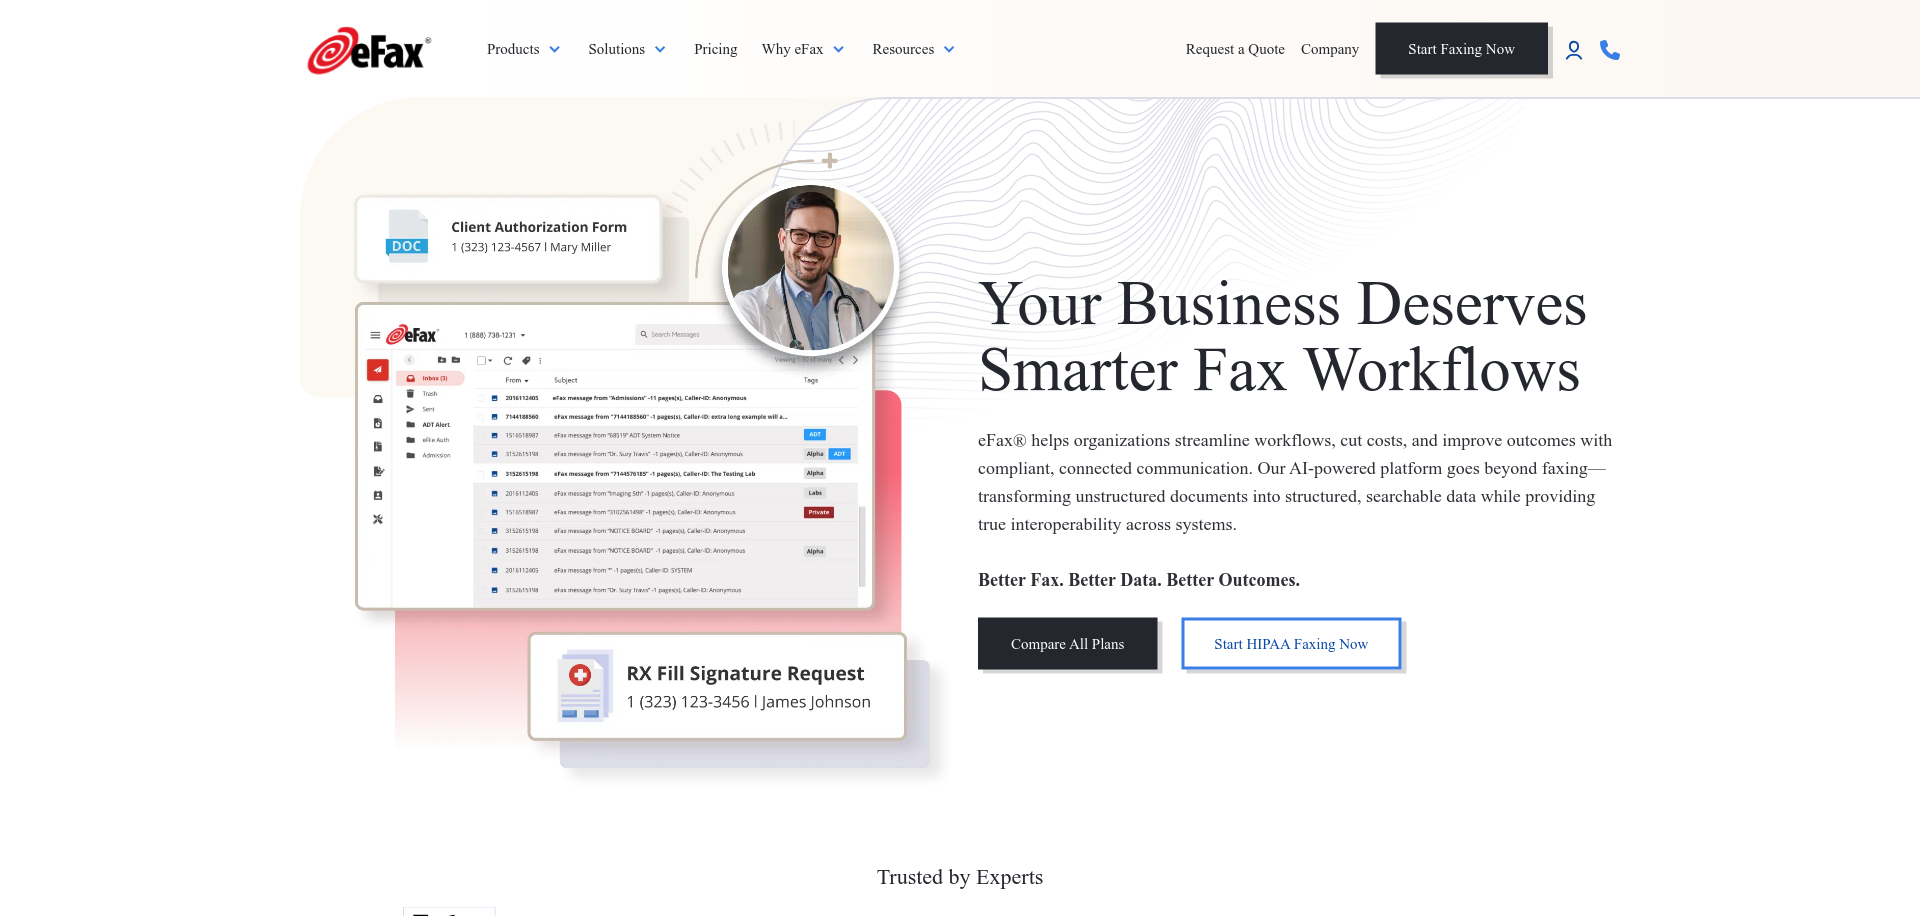 eFax®
Products
Solutions
Pricing
Why eFax
Resources
Request a Quote
Company
Start Faxing Now
DOC
Client Authorization Form
1 (323) 123-4567 l Mary Miller
eFax
1 (888) 738-1231
Search Messages
Viewing 1-50 of many
Inbox (3)
Trash
Sent
ADT Alert
eFile Auth
Admission
From
Subject
Tags
2016112405 eFax message from "Admissions" -11 pages(s), Caller-ID: Anonymous
7144188560 eFax message from "7144188560" -1 pages(s), Caller-ID: extra long example will a...
1516518987 eFax message from "68519" ADT System Notice ADT
3152615198 eFax message from "Dr. Suzy Travis" -1 pages(s), Caller-ID: Anonymous Alpha ADT
3152615198 eFax message from "7144576185" -1 pages(s), Caller-ID: The Testing Lab Alpha
2016112405 eFax message from "Imaging 5th" -1 pages(s), Caller-ID: Anonymous Labs
1516518987 eFax message from "3102561498" -1 pages(s), Caller-ID: Anonymous Private
3152615198 eFax message from "NOTICE BOARD" -1 pages(s), Caller-ID: Anonymous
3152615198 eFax message from "NOTICE BOARD" -1 pages(s), Caller-ID: Anonymous Alpha
2016112405 eFax message from "" -1 pages(s), Caller-ID: SYSTEM
3152615198 eFax message from "Dr. Suzy Travis" -1 pages(s), Caller-ID: Anonymous
RX Fill Signature Request
1 (323) 123-3456 l James Johnson
Your Business Deserves
Smarter Fax Workflows
eFax® helps organizations streamline workflows, cut costs, and improve outcomes with
compliant, connected communication. Our AI-powered platform goes beyond faxing—
transforming unstructured documents into structured, searchable data while providing
true interoperability across systems.
Better Fax. Better Data. Better Outcomes.
Compare All Plans
Start HIPAA Faxing Now
Trusted by Experts